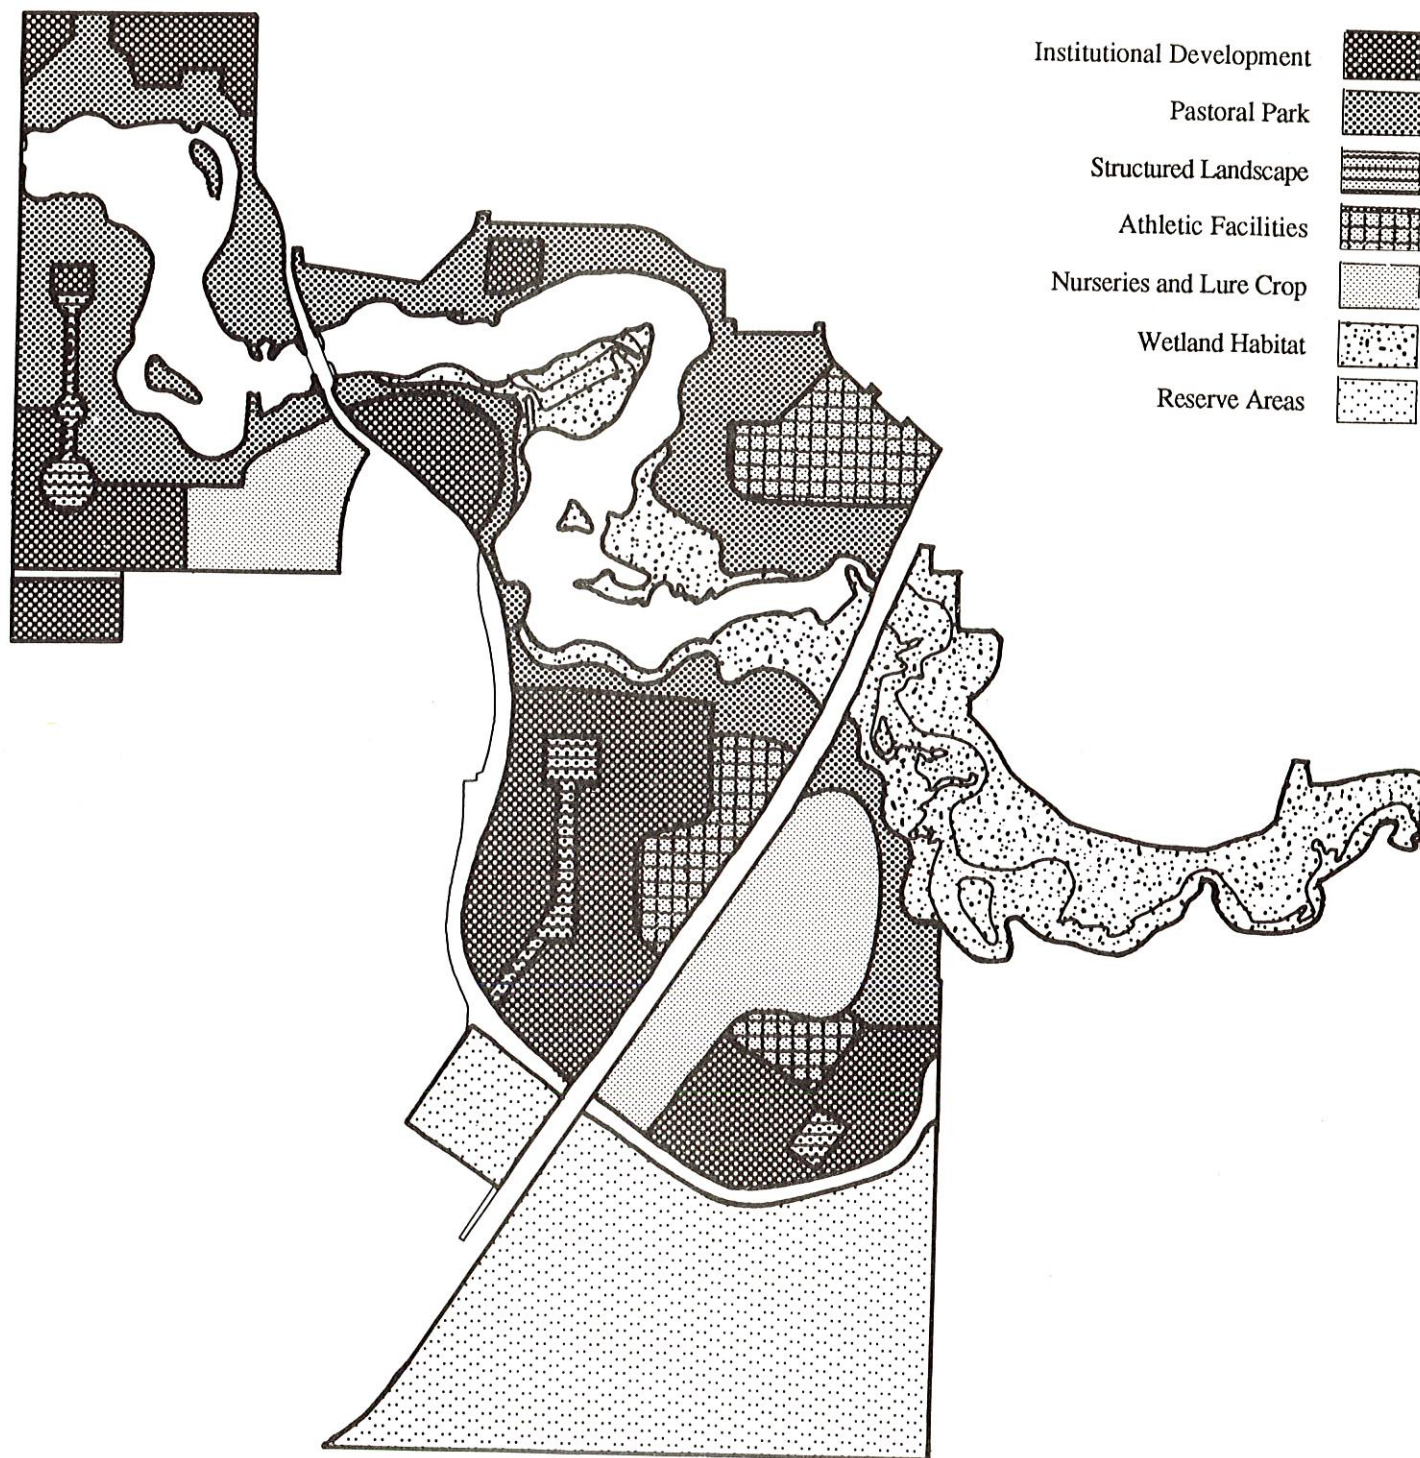 Institutional Development
Pastoral Park
Structured Landscape
Athletic Facilities
Nurseries and Lure Crop
Wetland Habitat
Reserve Areas